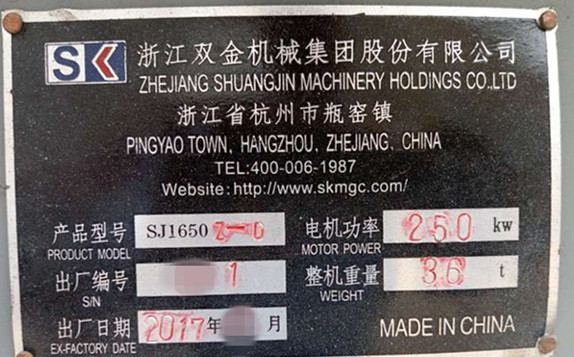 SK
浙江双金机械集团股份有限公司
ZHEJIANG SHUANGJIN MACHINERY HOLDINGS CO.,LTD
浙江省杭州市瓶窑镇
PINGYAO TOWN, HANGZHOU, ZHEJIANG, CHINA
TEL:400-006-1987
Website: http://www.skmgc.com/
产品型号 SJ1650 Z-D 电机功率 250 kw
PRODUCT MODEL MOTOR POWER
出厂编号 1 整机重量 36 t
S/N WEIGHT
出厂日期 2017 年 月 MADE IN CHINA
EX-FACTORY DATE